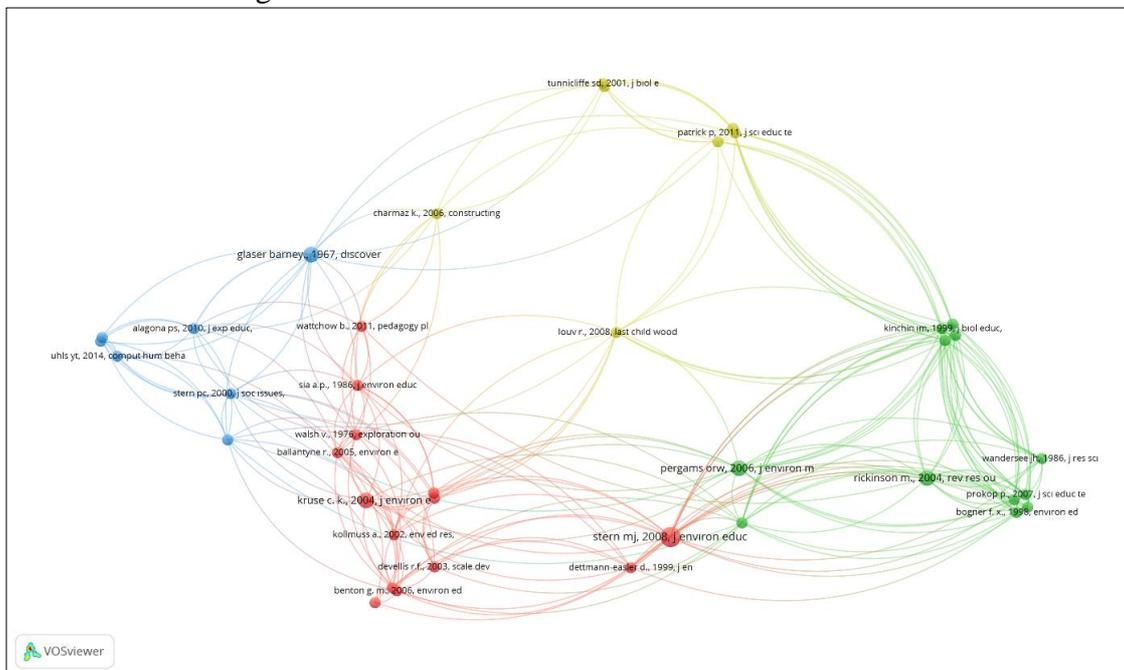 tunnicliffe sd, 2001, j biol e
patrick p, 2011, j sci educ te
charmaz k., 2006, constructing
glaser barney., 1967, discover
alagona ps, 2010, j exp educ,
wattchow b., 2011, pedagogy pl
louv r., 2008, last child wood
kinchin im, 1999, j biol educ,
uhls yt, 2014, comput hum beha
sia a.p., 1986, j environ educ
stern pc, 2000, j soc issues,
walsh v., 1976, exploration ou
ballantyne r., 2005, environ e
wandersee jh, 1986, j res sci
pergams orw, 2006, j environ m
rickinson m., 2004, rev res ou
prokop p., 2007, j sci educ te
kruse c. k., 2004, j environ e
bogner f. x., 1998, environ ed
kollmuss a., 2002, env ed res,
stern mj, 2008, j environ educ
devellis r.f., 2003, scale dev
dettmann-easler d., 1999, j en
benton g. m., 2006, environ ed
VOSviewer